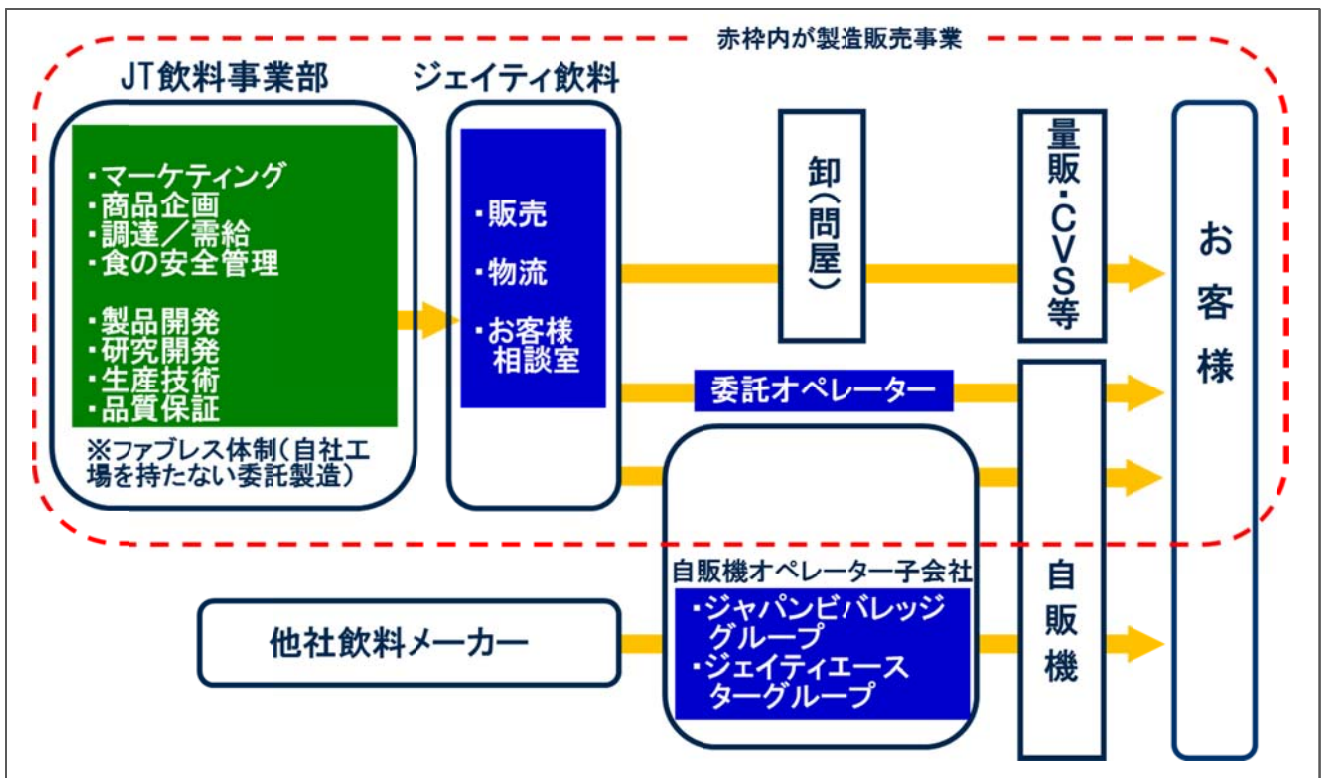 赤枠内が製造販売事業
JT飲料事業部
・マーケティング
・商品企画
・調達／需給
・食の安全管理
・製品開発
・研究開発
・生産技術
・品質保証
※ファブレス体制（自社工
場を持たない委託製造）
ジェイティ飲料
・販売
・物流
・お客様
相談室
卸（問屋）
量販・CVS等
お客様
委託オペレーター
自販機オペレーター子会社
・ジャパンビバレッジ
グループ
・ジェイティエース
ターグループ
自販機
他社飲料メーカー